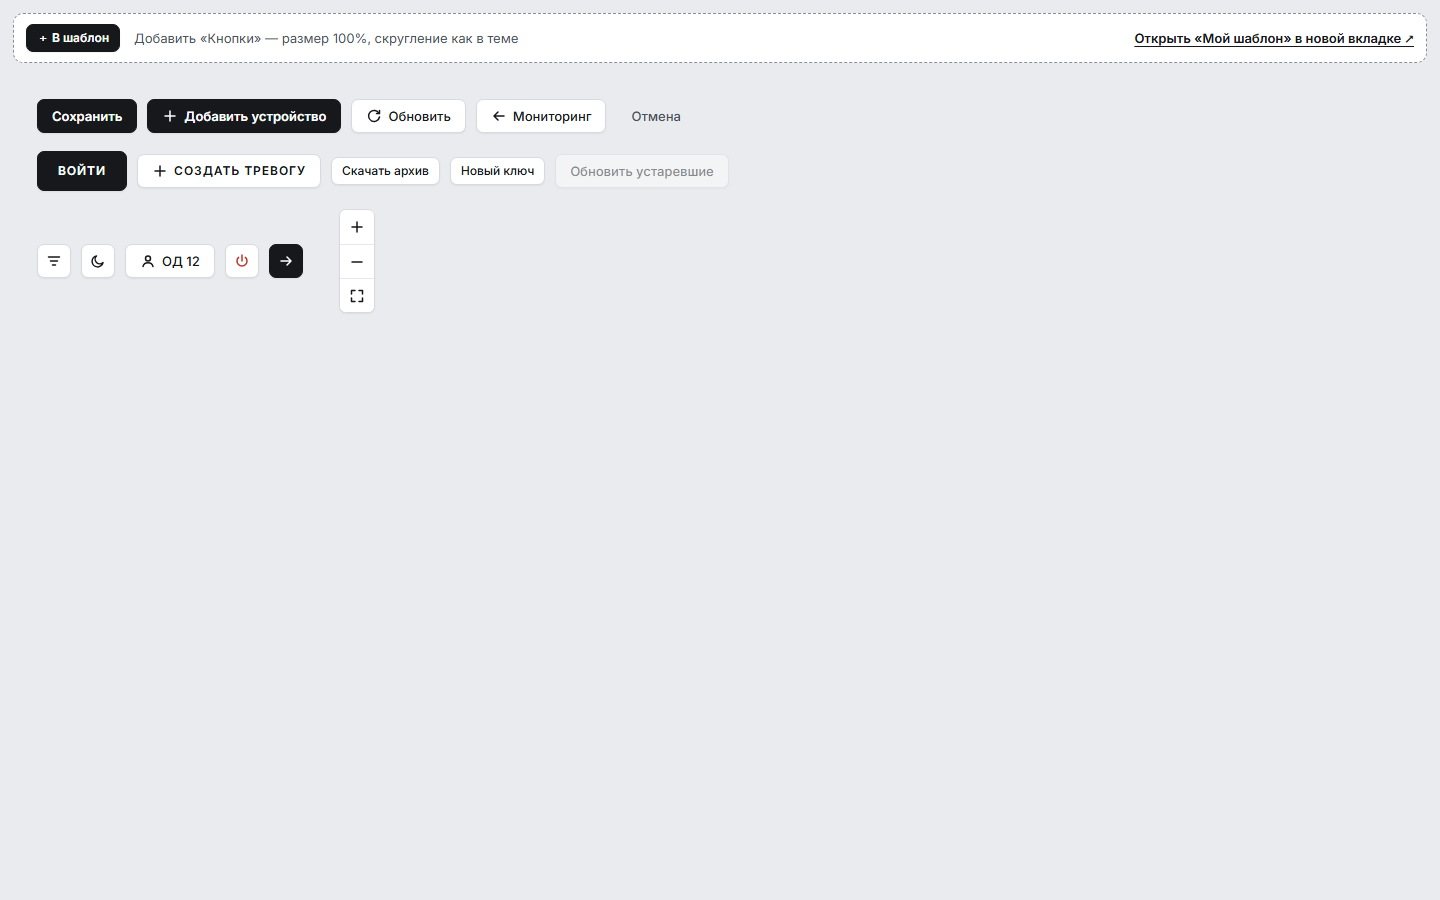 + В шаблон Добавить «Кнопки» — размер 100%, скругление как в теме Открыть «Мой шаблон» в новой вкладке ↗
Сохранить + Добавить устройство Обновить ← Мониторинг Отмена
ВОЙТИ + СОЗДАТЬ ТРЕВОГУ Скачать архив Новый ключ Обновить устаревшие
ОД 12